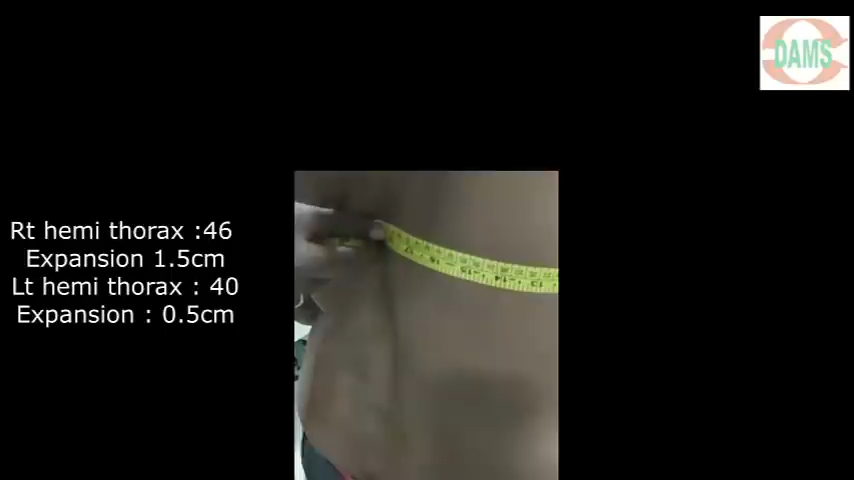 DAMS
Rt hemi thorax :46
Expansion 1.5cm
Lt hemi thorax : 40
Expansion : 0.5cm